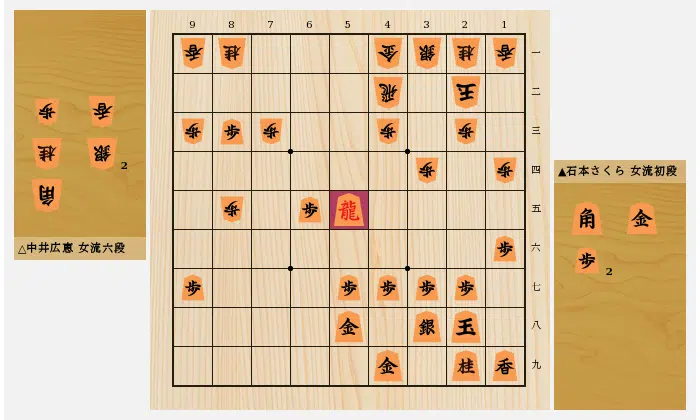 歩 香
桂 銀 2
角
△中井広恵 女流六段
9 8 7 6 5 4 3 2 1
香 桂 金 銀 桂 香 一
飛 王 二
歩 歩 歩 歩 歩 三
歩 歩 四
歩 歩 龍 五
歩 六
歩 歩 歩 歩 歩 七
金 銀 玉 八
金 桂 香 九
▲石本さくら 女流初段
角 金
歩 2